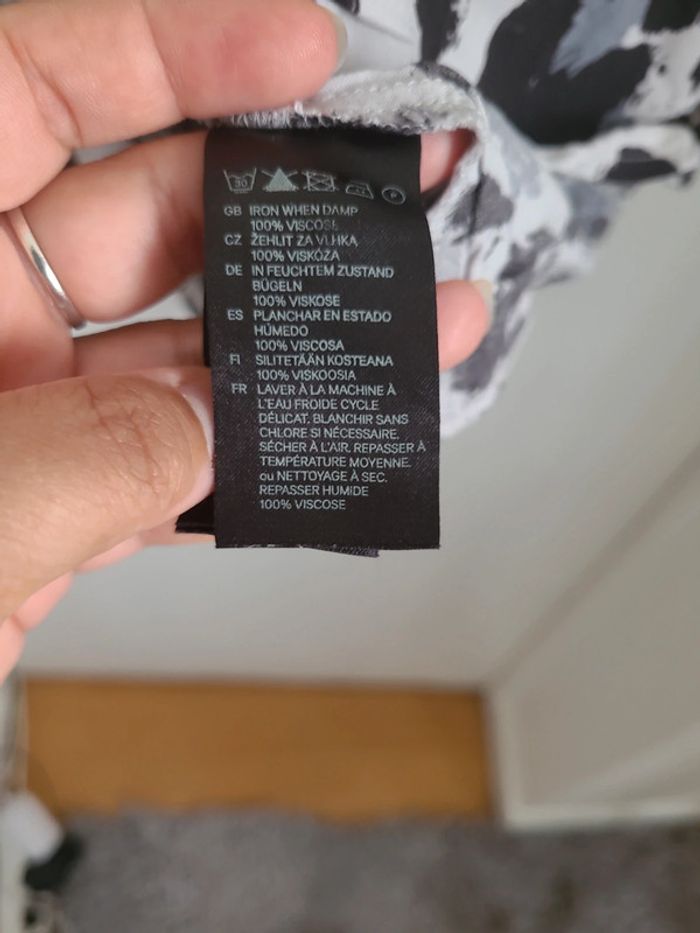 30
P
GB IRON WHEN DAMP
100% VISCOSE
CZ ŽEHLIT ZA VLHKA
100% VISKÓZA
DE IN FEUCHTEM ZUSTAND
BÜGELN
100% VISKOSE
ES PLANCHAR EN ESTADO
HÚMEDO
100% VISCOSA
FI SILITETÄÄN KOSTEANA
100% VISKOOSIA
FR LAVER À LA MACHINE À
L'EAU FROIDE CYCLE
DÉLICAT. BLANCHIR SANS
CHLORE SI NÉCESSAIRE.
SÉCHER À L'AIR. REPASSER À
TEMPÉRATURE MOYENNE.
ou NETTOYAGE À SEC.
REPASSER HUMIDE
100% VISCOSE